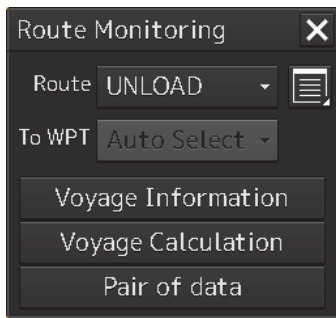 Route Monitoring
Route UNLOAD
To WPT Auto Select
Voyage Information
Voyage Calculation
Pair of data